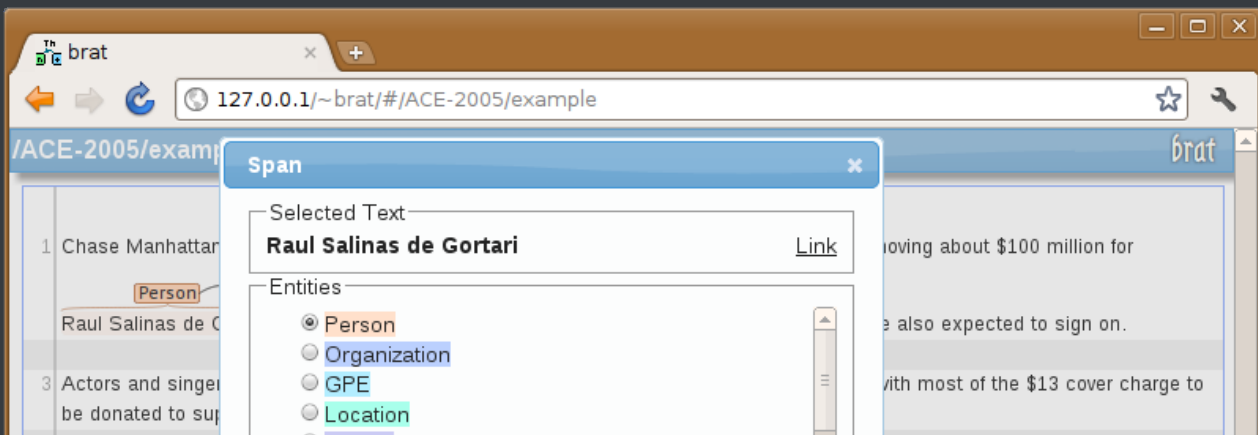 brat
127.0.0.1/~brat/#/ACE-2005/example
/ACE-2005/examp
brat
Span
Selected Text
Raul Salinas de Gortari Link
Entities
Person
Organization
GPE
Location
1 Chase Manhattan
oving about $100 million for
Person
Raul Salinas de G
e also expected to sign on.
3 Actors and singer
with most of the $13 cover charge to
be donated to sup